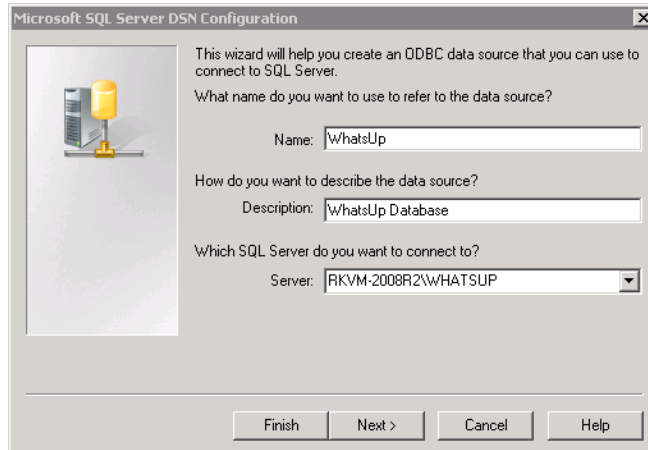 Microsoft SQL Server DSN Configuration
This wizard will help you create an ODBC data source that you can use to
connect to SQL Server.
What name do you want to use to refer to the data source?
Name: WhatsUp
How do you want to describe the data source?
Description: WhatsUp Database
Which SQL Server do you want to connect to?
Server: RKVM-2008R2\WHATSUP
Finish Next > Cancel Help